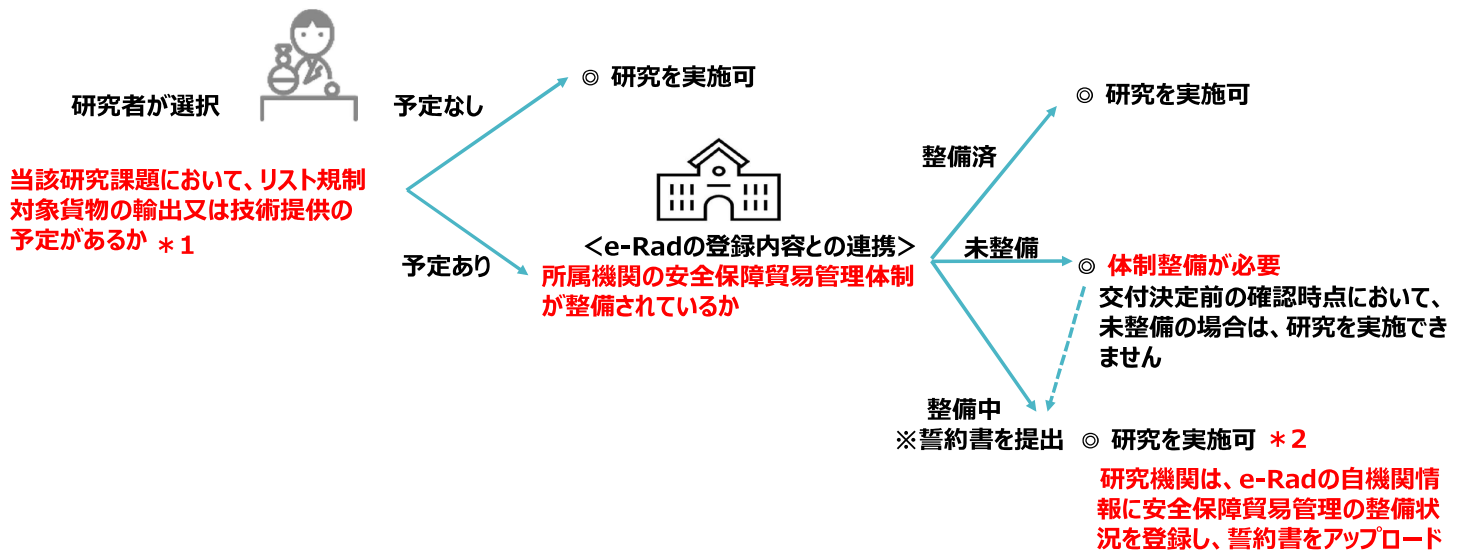 研究者が選択
予定なし
当該研究課題において、リスト規制
対象貨物の輸出又は技術提供の
予定があるか ＊1
予定あり
◎ 研究を実施可
＜e-Radの登録内容との連携＞
所属機関の安全保障貿易管理体制
が整備されているか
整備済
◎ 研究を実施可
未整備
◎ 体制整備が必要
交付決定前の確認時点において、
未整備の場合は、研究を実施でき
ません
整備中
※誓約書を提出
◎ 研究を実施可 ＊2
研究機関は、e-Radの自機関情
報に安全保障貿易管理の整備状
況を登録し、誓約書をアップロード